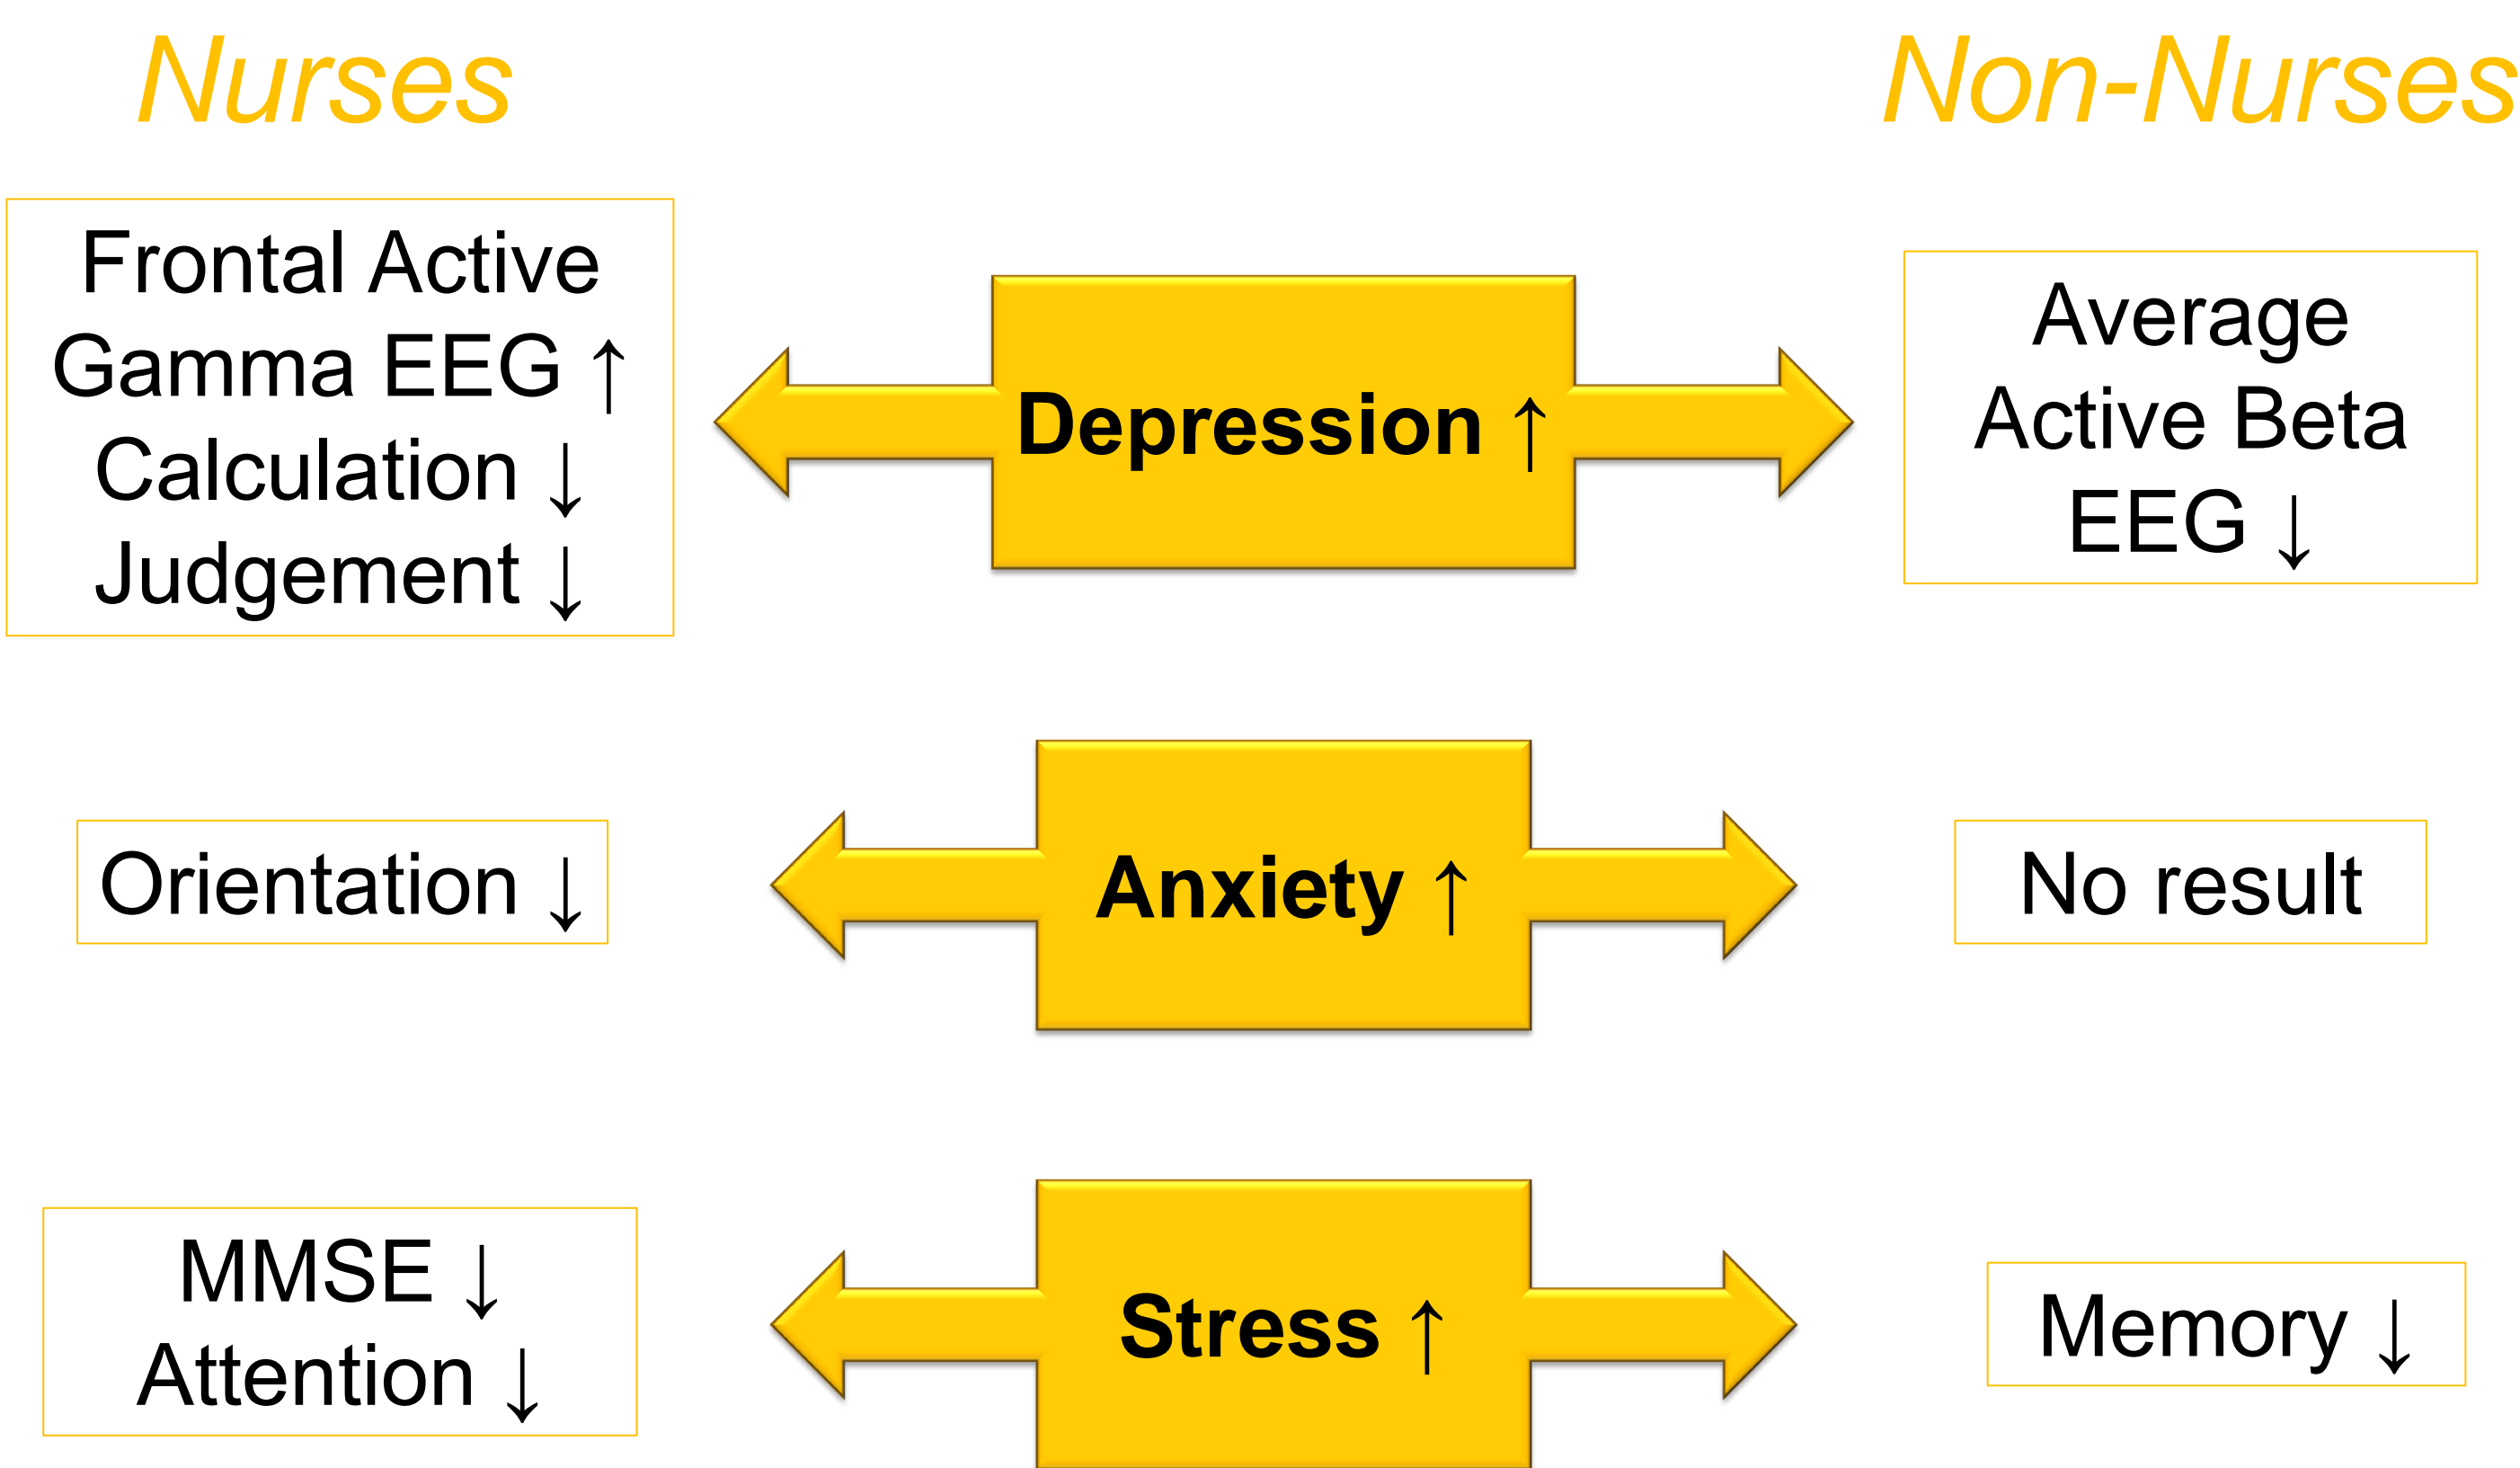 Nurses
Non-Nurses
Frontal Active
Gamma EEG ↑
Calculation ↓
Judgement ↓
Depression ↑
Average
Active Beta
EEG ↓
Orientation ↓
Anxiety ↑
No result
MMSE ↓
Attention ↓
Stress ↑
Memory ↓